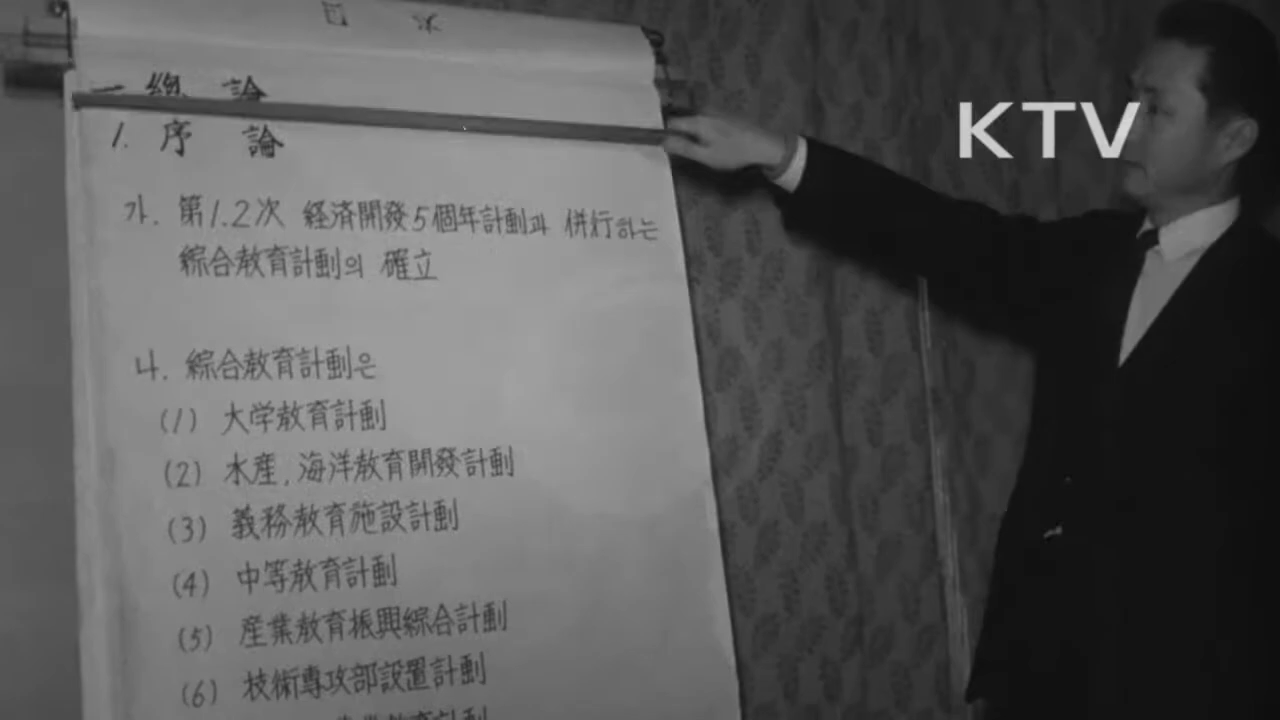 目 次
一 總 論
1. 序 論
가. 第1.2次 経済開發5個年計劃과 併行하는
綜合敎育計劃의 確立
나. 綜合敎育計劃은
(1) 大学敎育計劃
(2) 水産, 海洋敎育開發計劃
(3) 義務敎育施設計劃
(4) 中等敎育計劃
(5) 産業敎育振興綜合計劃
(6) 技術專攻部設置計劃
KTV